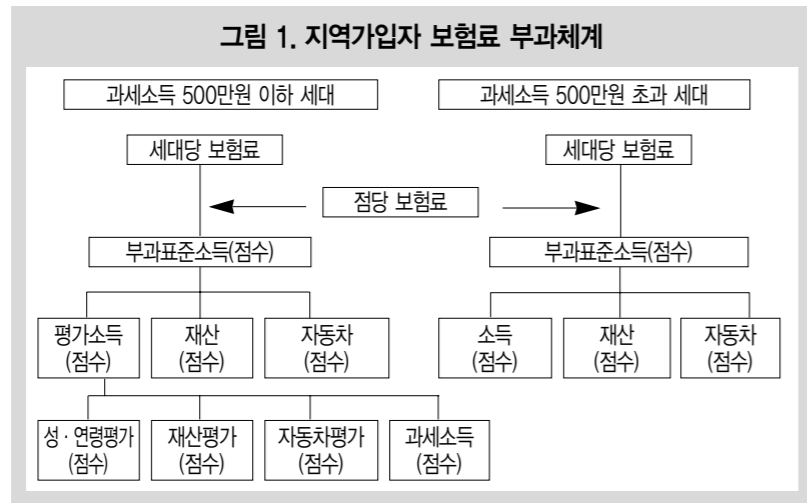 그림 1. 지역가입자 보험료 부과체계
과세소득 500만원 이하 세대
과세소득 500만원 초과 세대
세대당 보험료
세대당 보험료
점당 보험료
부과표준소득(점수)
부과표준소득(점수)
평가소득
(점수)
재산
(점수)
자동차
(점수)
소득
(점수)
재산
(점수)
자동차
(점수)
성·연령평가
(점수)
재산평가
(점수)
자동차평가
(점수)
과세소득
(점수)